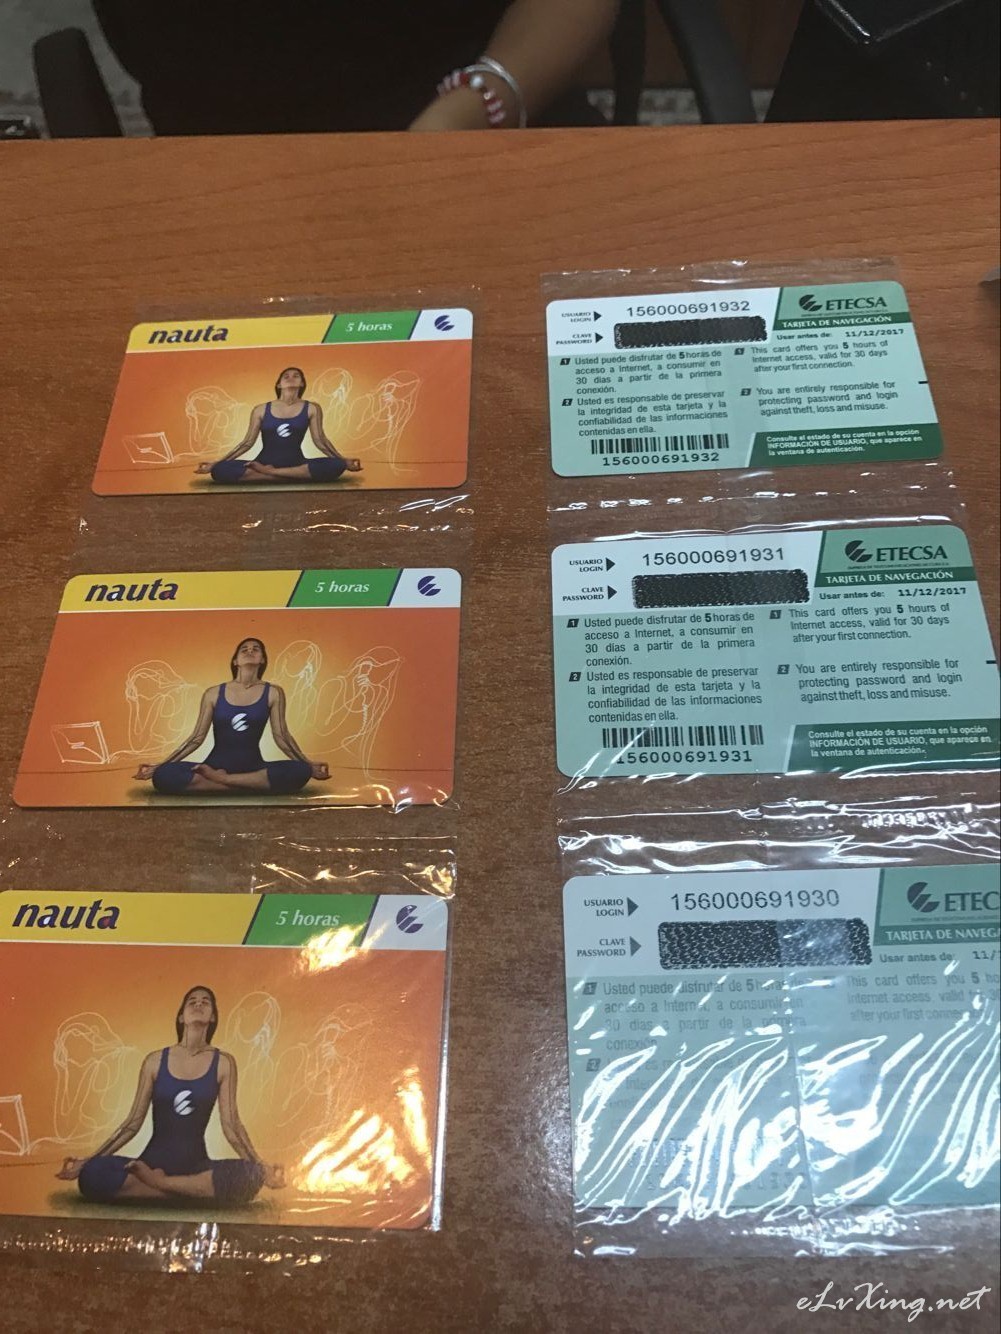 nauta
5 horas
USUARIO
LOGIN
156000691932
CLAVE
PASSWORD
ETECSA
TARJETA DE NAVEGACIÓN
Usar antes de: 11/12/2017
1 Usted puede disfrutar de 5 horas de
acceso a Internet, a consumir en
30 días a partir de la primera
conexión.
2 Usted es responsable de preservar
la integridad de esta tarjeta y la
confiabilidad de las informaciones
contenidas en ella.
156000691932
1 This card offers you 5 hours of
Internet access, valid for 30 days
after your first connection.
2 You are entirely responsible for
protecting password and login
against theft, loss and misuse.
Consulte el estado de su cuenta en la opción
INFORMACIÓN DE USUARIO, que aparece en
la ventana de autenticación.
nauta
5 horas
USUARIO
LOGIN
156000691931
CLAVE
PASSWORD
ETECSA
TARJETA DE NAVEGACIÓN
Usar antes de: 11/12/2017
1 Usted puede disfrutar de 5 horas de
acceso a Internet, a consumir en
30 días a partir de la primera
conexión.
2 Usted es responsable de preservar
la integridad de esta tarjeta y la
confiabilidad de las informaciones
contenidas en ella.
156000691931
1 This card offers you 5 hours of
Internet access, valid for 30 days
after your first connection.
2 You are entirely responsible for
protecting password and login
against theft, loss and misuse.
Consulte el estado de su cuenta en la opción
INFORMACIÓN DE USUARIO, que aparece en
la ventana de autenticación.
nauta
5 horas
USUARIO
LOGIN
156000691930
CLAVE
PASSWORD
ETEC
TARJETA DE NAVEGA
Usar antes de: 11/
1 Usted puede disfrutar de 5 horas de
acceso a Internet, a consumir en
30 días a partir de la primera
conexión.
2
This card offers you 5 h
Internet access, valid
after your first
eLvXing.net